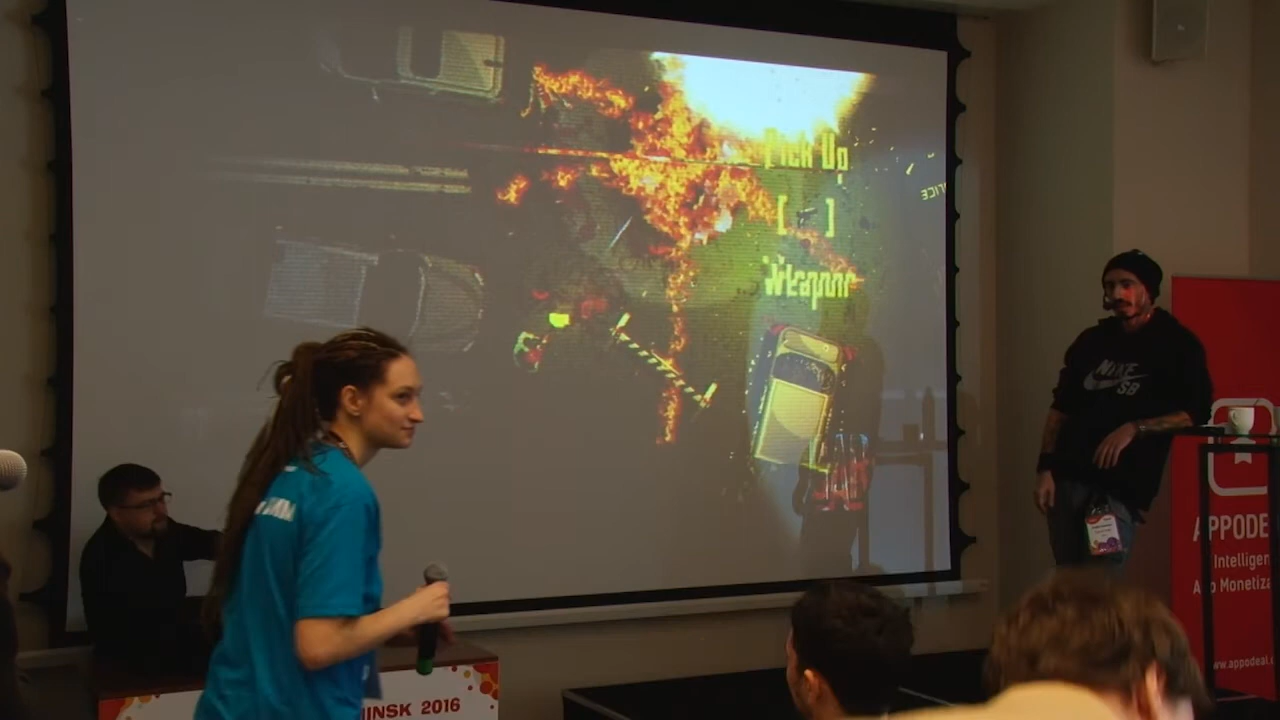 Pick Up
[ ]
Weapon
NIKE
SB
APPODE
Intelligen
App Monetiza
www.appodeal.
INSK 2016